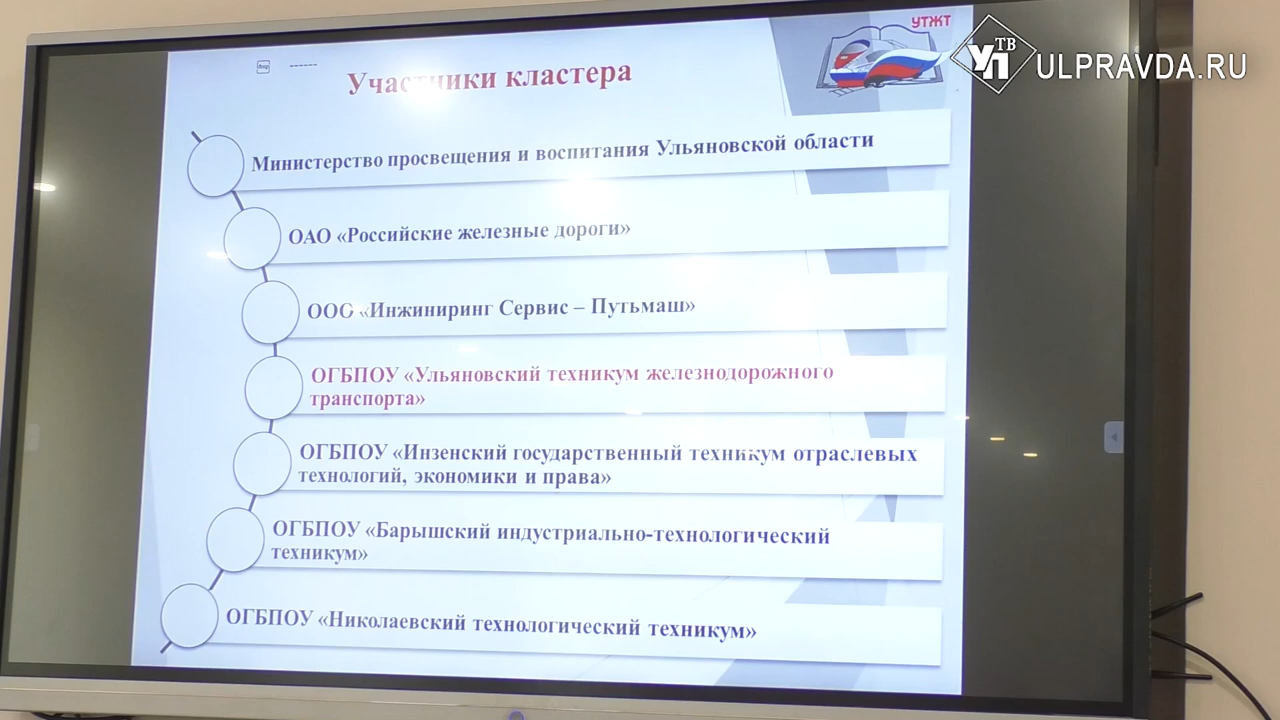 УТЖТ
УП ТВ ULPRAVDA.RU
Участники кластера
Министерство просвещения и воспитания Ульяновской области
ОАО «Российские железные дороги»
ООО «Инжиниринг Сервис – Путьмаш»
ОГБПОУ «Ульяновский техникум железнодорожного
транспорта»
ОГБПОУ «Инзенский государственный техникум отраслевых
технологий, экономики и права»
ОГБПОУ «Барышский индустриально-технологический
техникум»
ОГБПОУ «Николаевский технологический техникум»